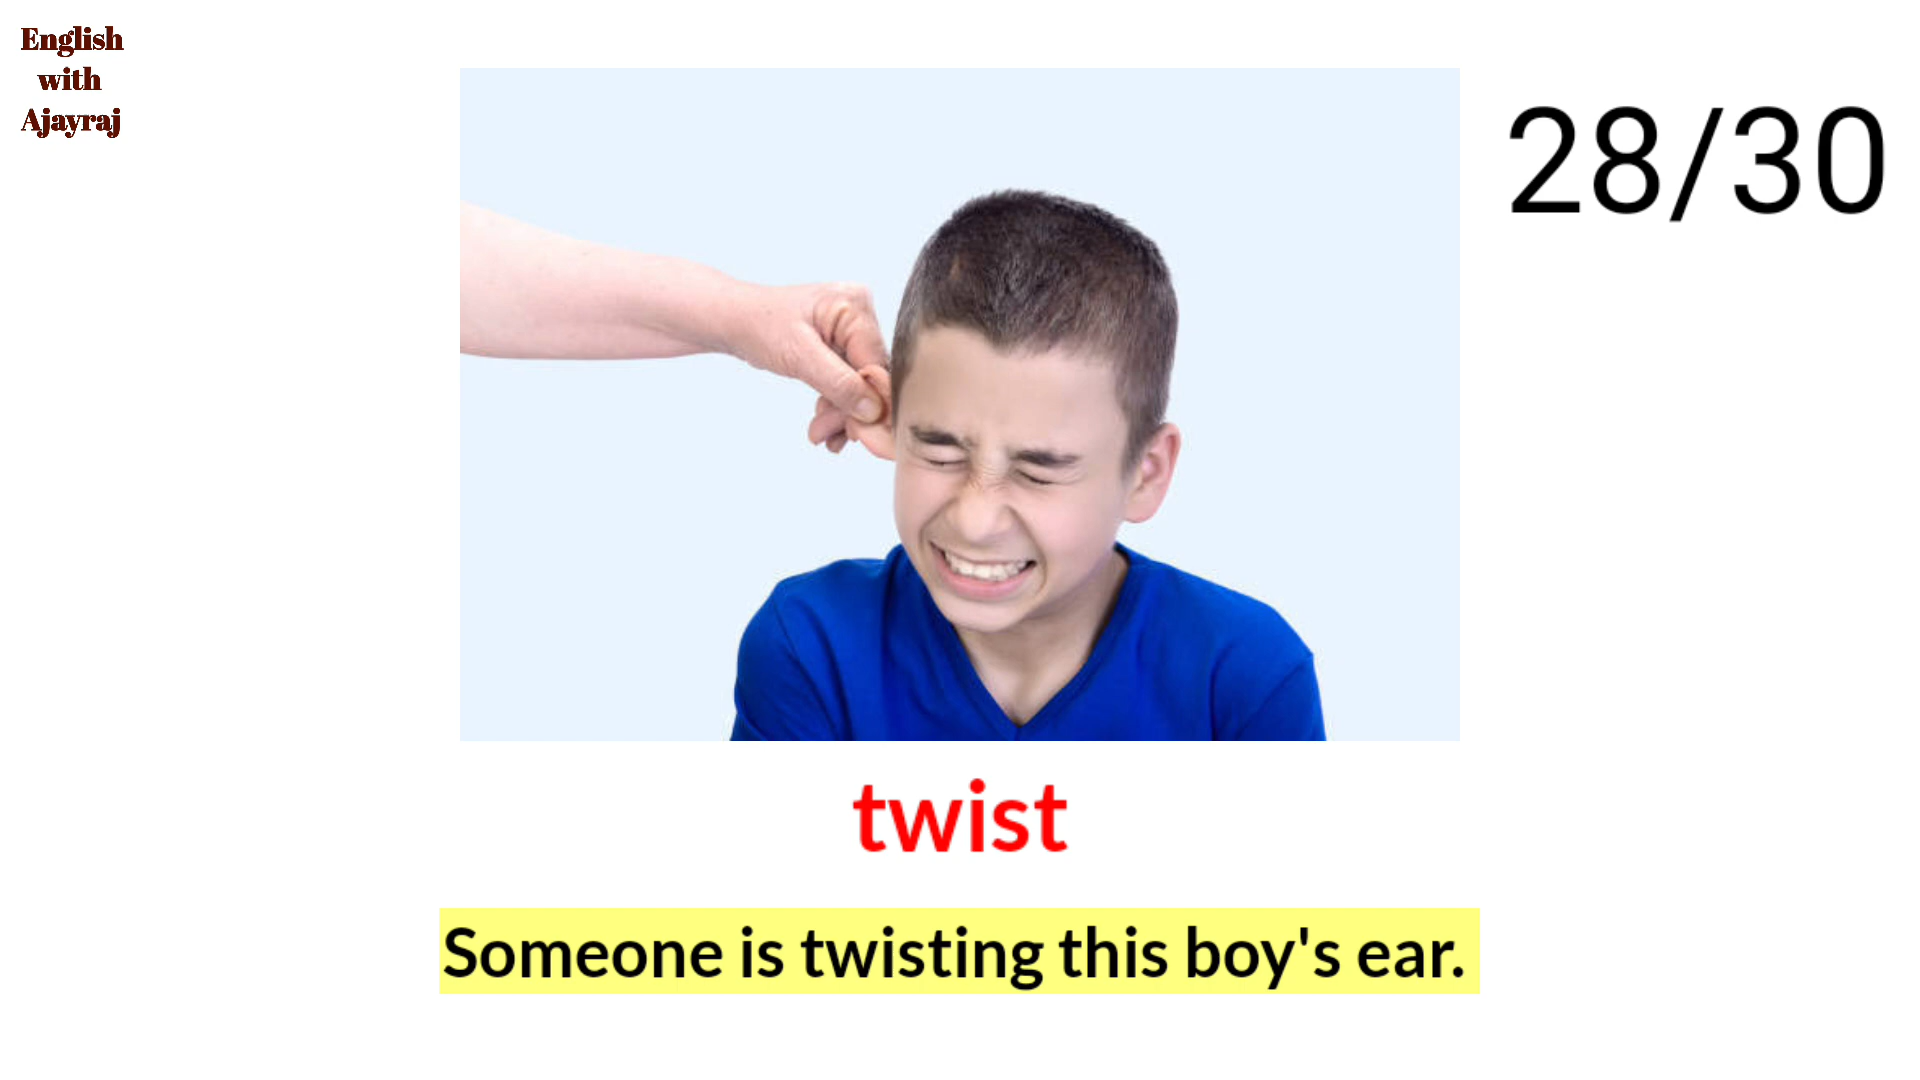 English
with
Ajayraj
28/30
twist
Someone is twisting this boy's ear.